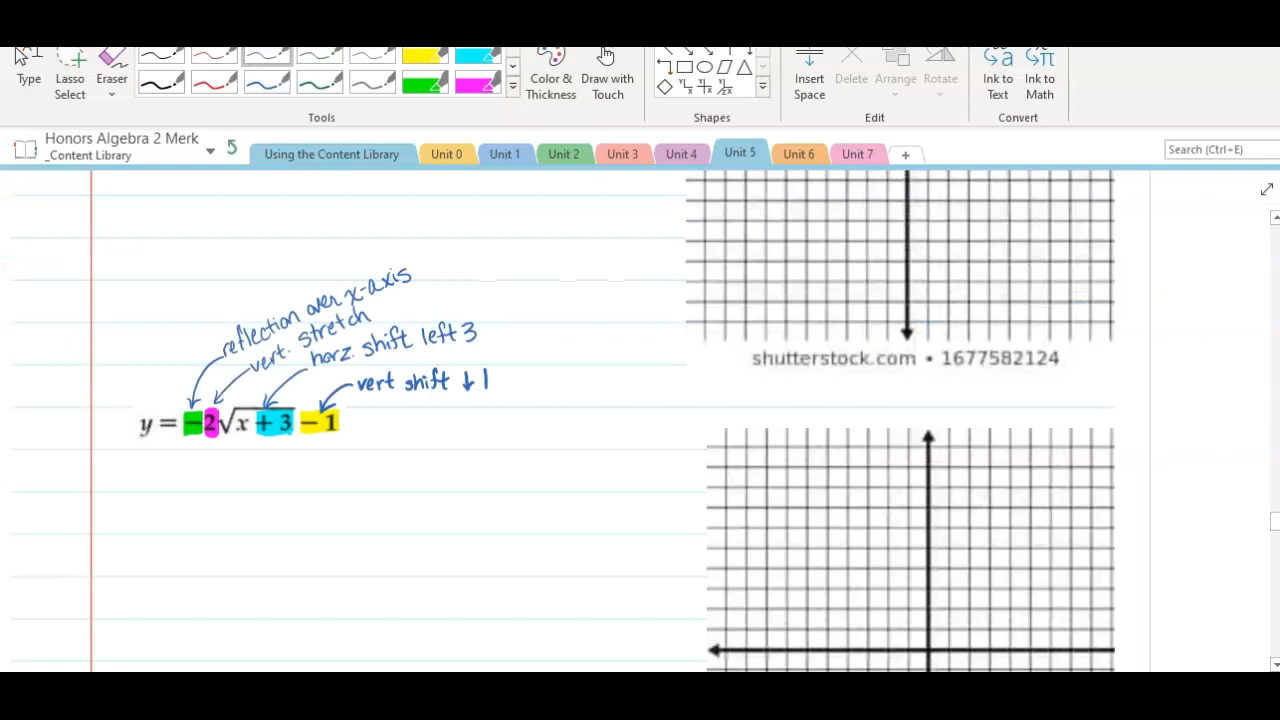 Type
Lasso Select
Eraser
Color & Thickness
Draw with Touch
Insert Space
Delete
Arrange
Rotate
Ink to Text
Ink to Math
Tools
Shapes
Edit
Convert
Honors Algebra 2 Merk
_Content Library
Using the Content Library
Unit 0
Unit 1
Unit 2
Unit 3
Unit 4
Unit 5
Unit 6
Unit 7
+
Search (Ctrl+E)
reflection over x-axis
vert. stretch
horz. shift left 3
vert shift ↓ 1
y = −2√(x + 3) − 1
shutterstock.com • 1677582124